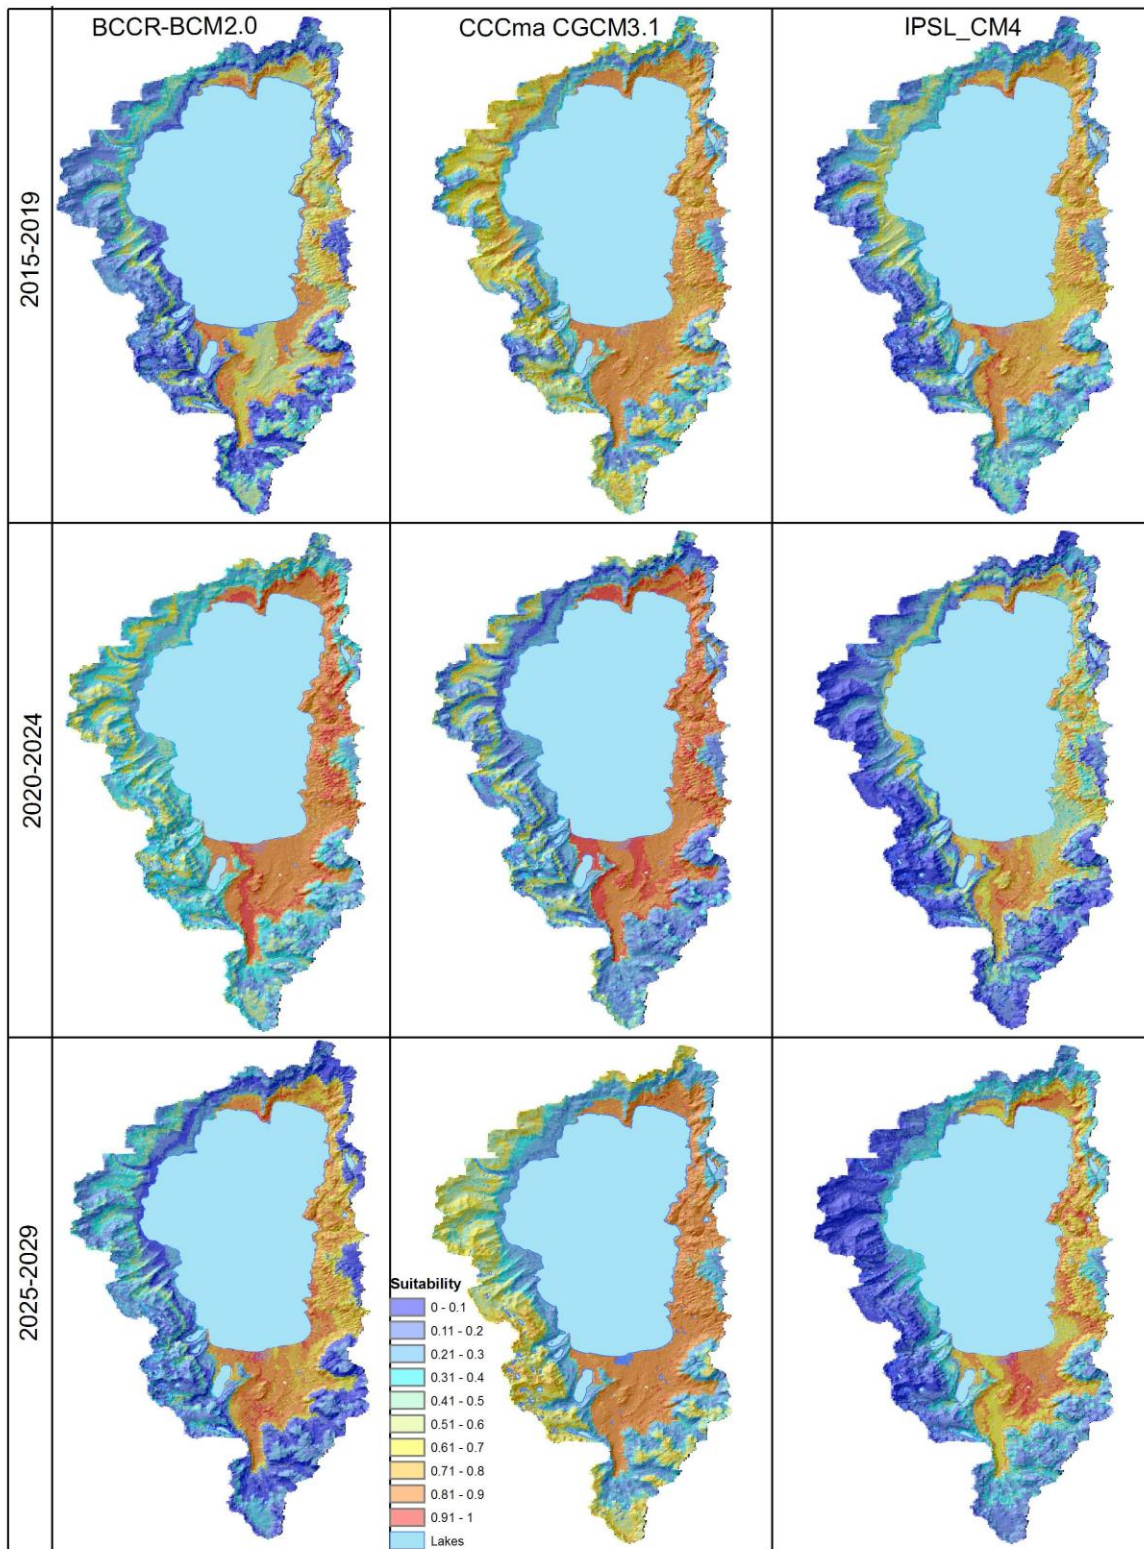 BCCR-BCM2.0
CCCma CGCM3.1
IPSL_CM4
2015-2019
2020-2024
2025-2029
Suitability
0 - 0.1
0.11 - 0.2
0.21 - 0.3
0.31 - 0.4
0.41 - 0.5
0.51 - 0.6
0.61 - 0.7
0.71 - 0.8
0.81 - 0.9
0.91 - 1
Lakes